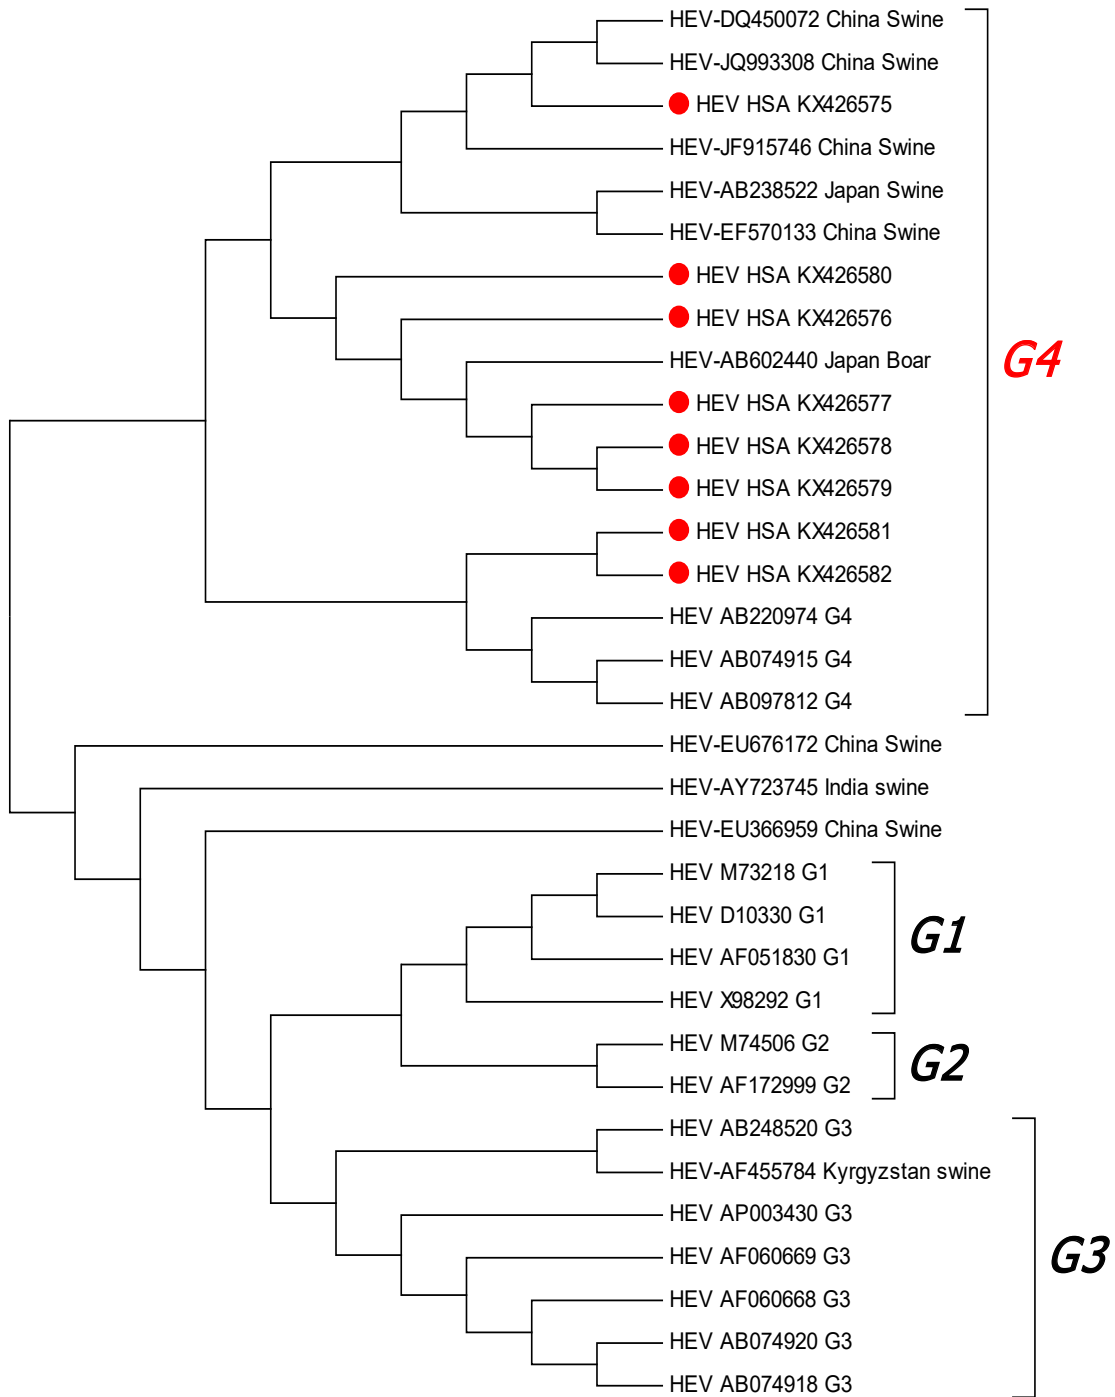 HEV-DQ450072 China Swine
HEV-JQ993308 China Swine
HEV HSA KX426575
HEV-JF915746 China Swine
HEV-AB238522 Japan Swine
HEV-EF570133 China Swine
HEV HSA KX426580
HEV HSA KX426576
HEV-AB602440 Japan Boar
HEV HSA KX426577
HEV HSA KX426578
HEV HSA KX426579
HEV HSA KX426581
HEV HSA KX426582
HEV AB220974 G4
HEV AB074915 G4
HEV AB097812 G4
G4
HEV-EU676172 China Swine
HEV-AY723745 India swine
HEV-EU366959 China Swine
HEV M73218 G1
HEV D10330 G1
HEV AF051830 G1
HEV X98292 G1
G1
HEV M74506 G2
HEV AF172999 G2
G2
HEV AB248520 G3
HEV-AF455784 Kyrgyzstan swine
HEV AP003430 G3
HEV AF060669 G3
HEV AF060668 G3
HEV AB074920 G3
HEV AB074918 G3
G3